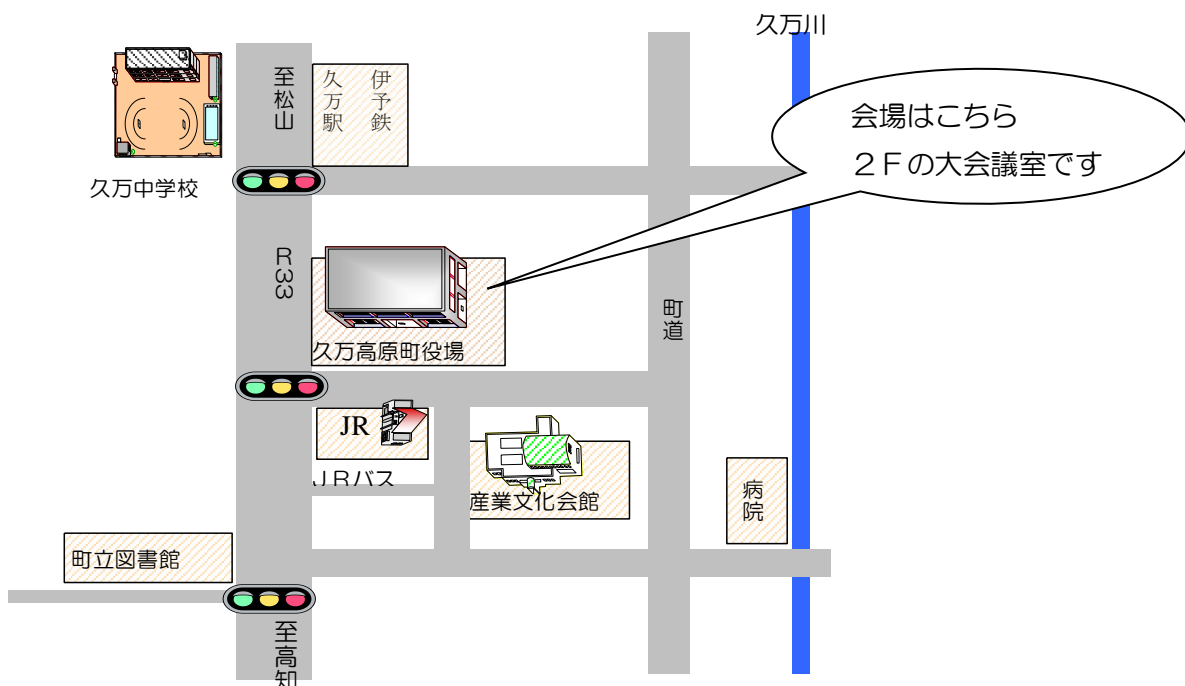 久万川
至松山
久万駅
伊予鉄
会場はこちら
２Ｆの大会議室です
久万中学校
R33
町道
久万高原町役場
JR
ＪＲバス
産業文化会館
病院
町立図書館
至高知